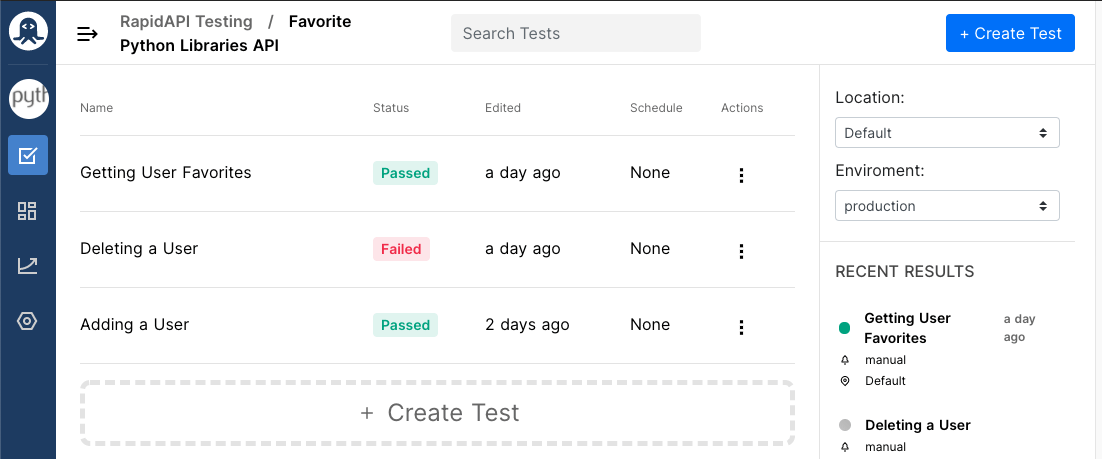 RapidAPI Testing / Favorite
Python Libraries API
Search Tests
+ Create Test
pyth
Name Status Edited Schedule Actions
Getting User Favorites Passed a day ago None
Deleting a User Failed a day ago None
Adding a User Passed 2 days ago None
+ Create Test
Location:
Default
Enviroment:
production
RECENT RESULTS
Getting User a day
Favorites ago
manual
Default
Deleting a User
manual